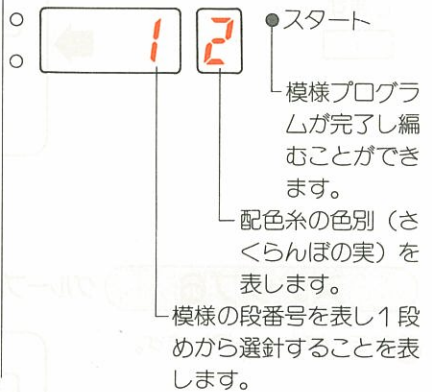 1 2 ●スタート
模様プログラ
ムが完了し編
むことができ
ます。
配色糸の色別（さ
くらんぼの実）を
表します。
模様の段番号を表し1段
めから選針することを表
します。